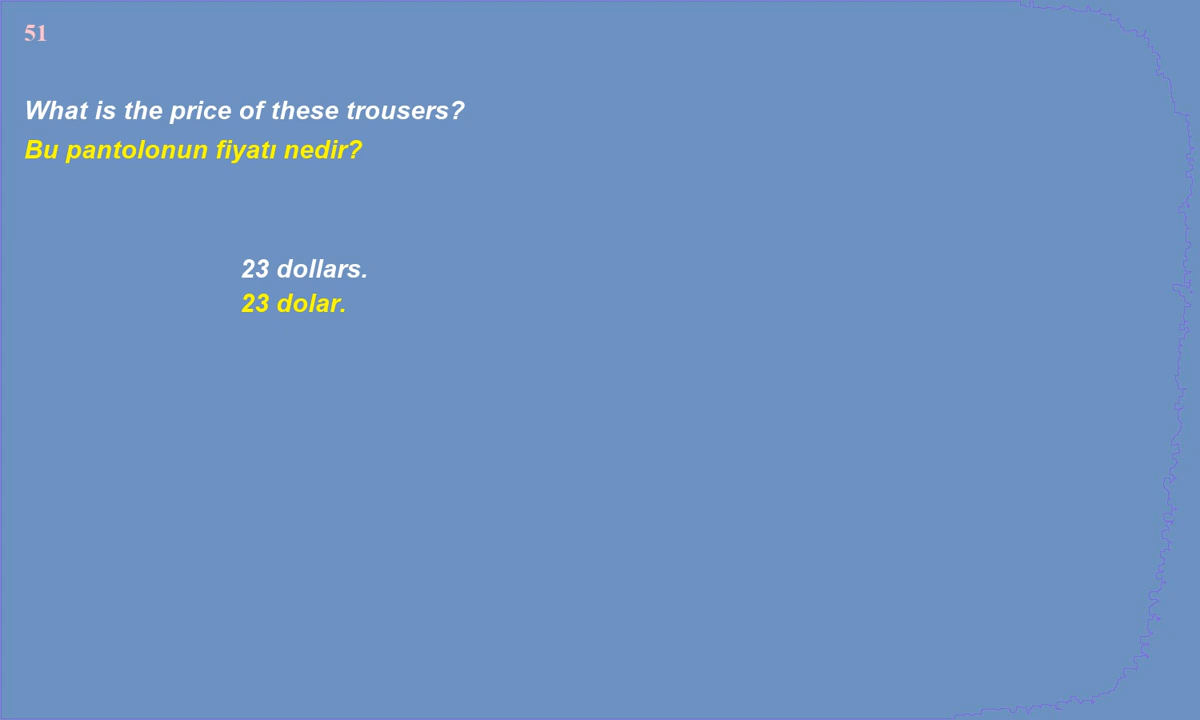 51
What is the price of these trousers?
Bu pantolonun fiyatı nedir?
23 dollars.
23 dolar.